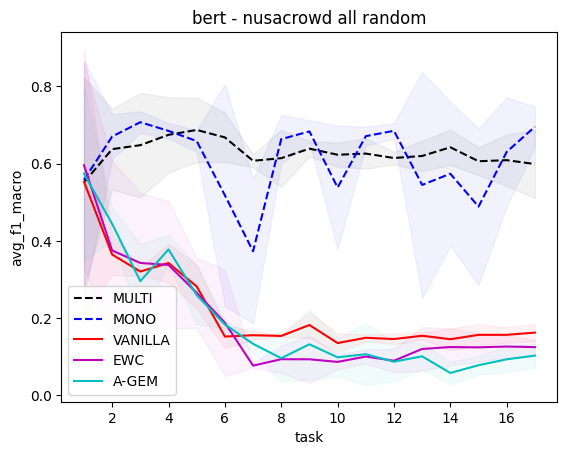 bert - nusacrowd all random
avg_f1_macro
0.8
0.6
0.4
0.2
0.0
MULTI
MONO
VANILLA
EWC
A-GEM
2 4 6 8 10 12 14 16
task